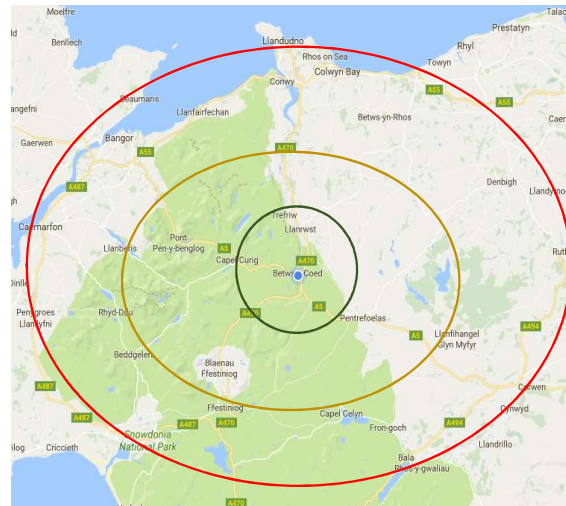 Moelfre
Prestatyn
Talac
Llandudno
Benllech
Rhos on Sea
Rhyl
Colwyn Bay
Towyn
Conwy
A55
Beaumaris
A55
angefni
Llanfairfechan
Betws-yn-Rhos
Gaerwen
Bangor
A470
A55
Denbigh
A487
Llandyrnog
Trefriw
Caernarfon
Llanrwst
Pont
Pen-y-benglog
Llanberis
A5
Ruth
Capel Curig
A470
Betws-y-Coed
Dinlle
A5
Penygroes
Llanllyfni
Rhyd-Ddu
A470
Pentrefoelas
A494
Llanfihangel
Glyn Myfyr
A5
Beddgelert
Blaenau
Ffestiniog
A487
Corwen
Ffestiniog
Cynwyd
Capel Celyn
A487
A487
A470
A494
Fron-goch
Snowdonia
National Park
Llandrillo
Criccieth
ilog
Bala
Rhos-y-gwaliau
A470